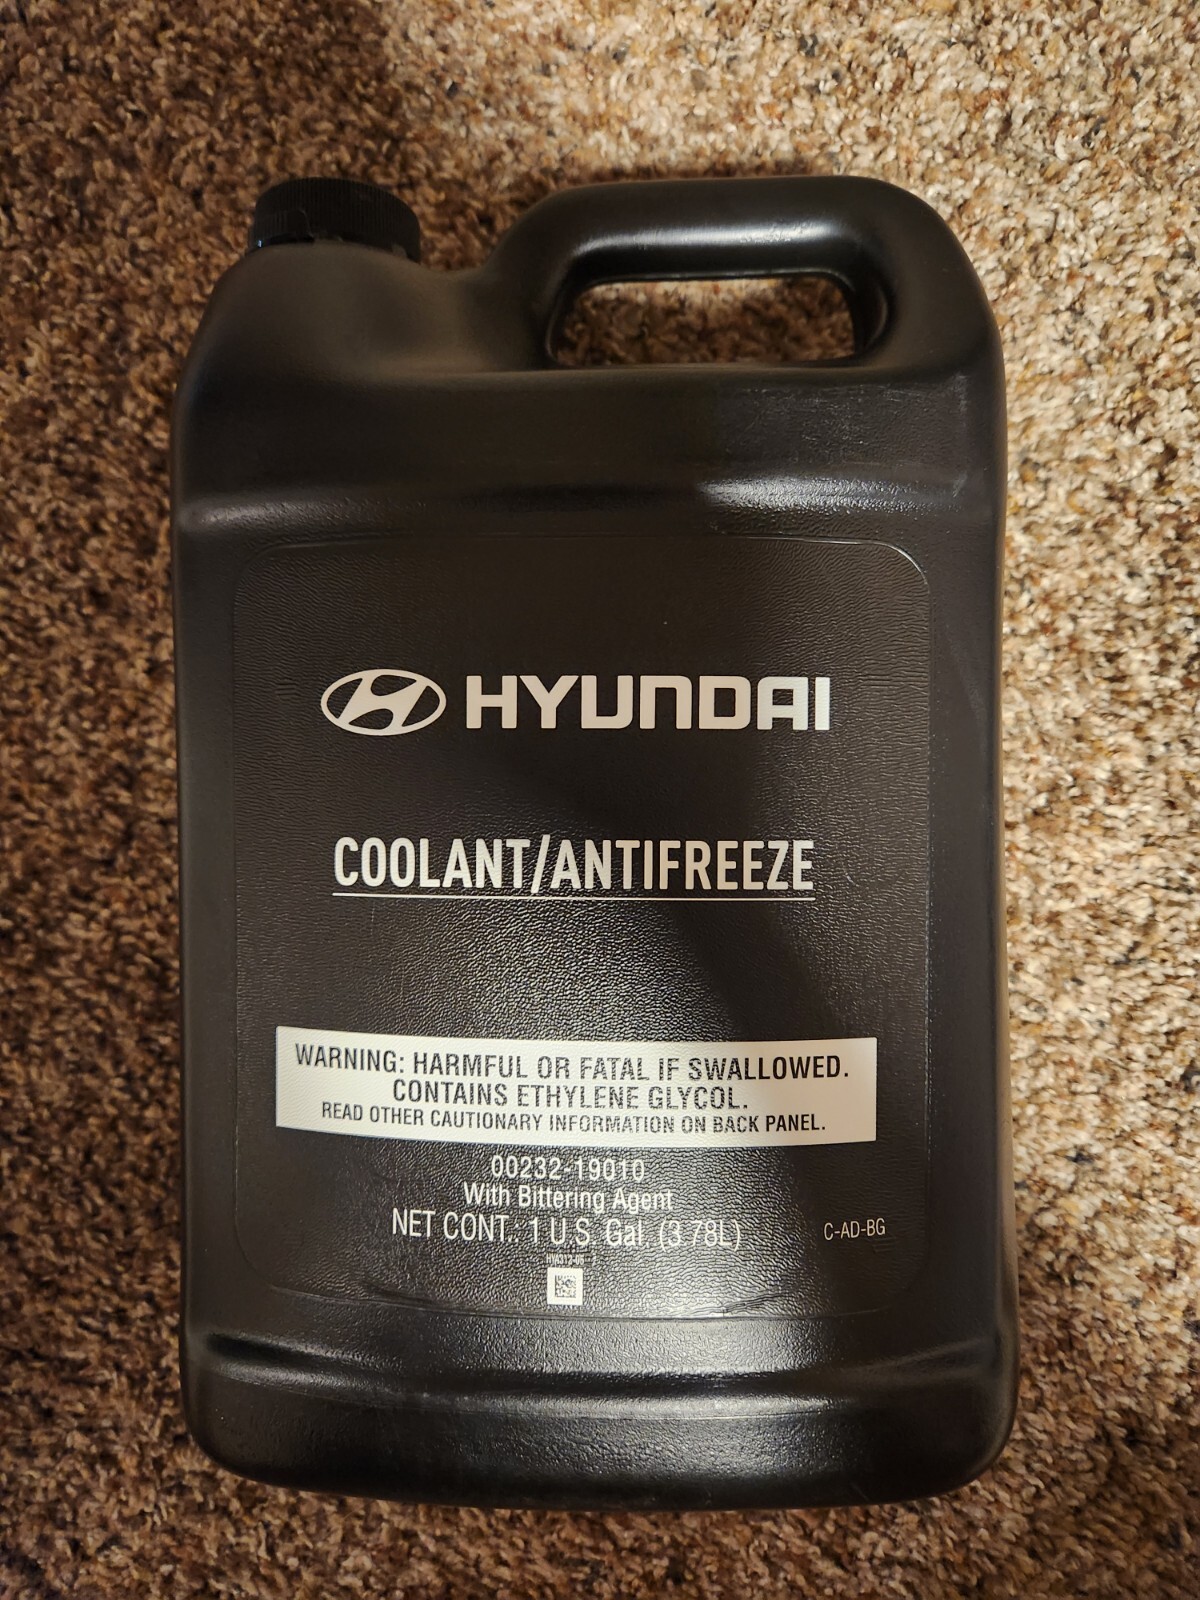 HYUNDAI
COOLANT/ANTIFREEZE
WARNING: HARMFUL OR FATAL IF SWALLOWED.
CONTAINS ETHYLENE GLYCOL.
READ OTHER CAUTIONARY INFORMATION ON BACK PANEL.
00232-19010
With Bittering Agent
NET CONT.: 1 U.S. Gal. (3.78L)
C-AD-BG